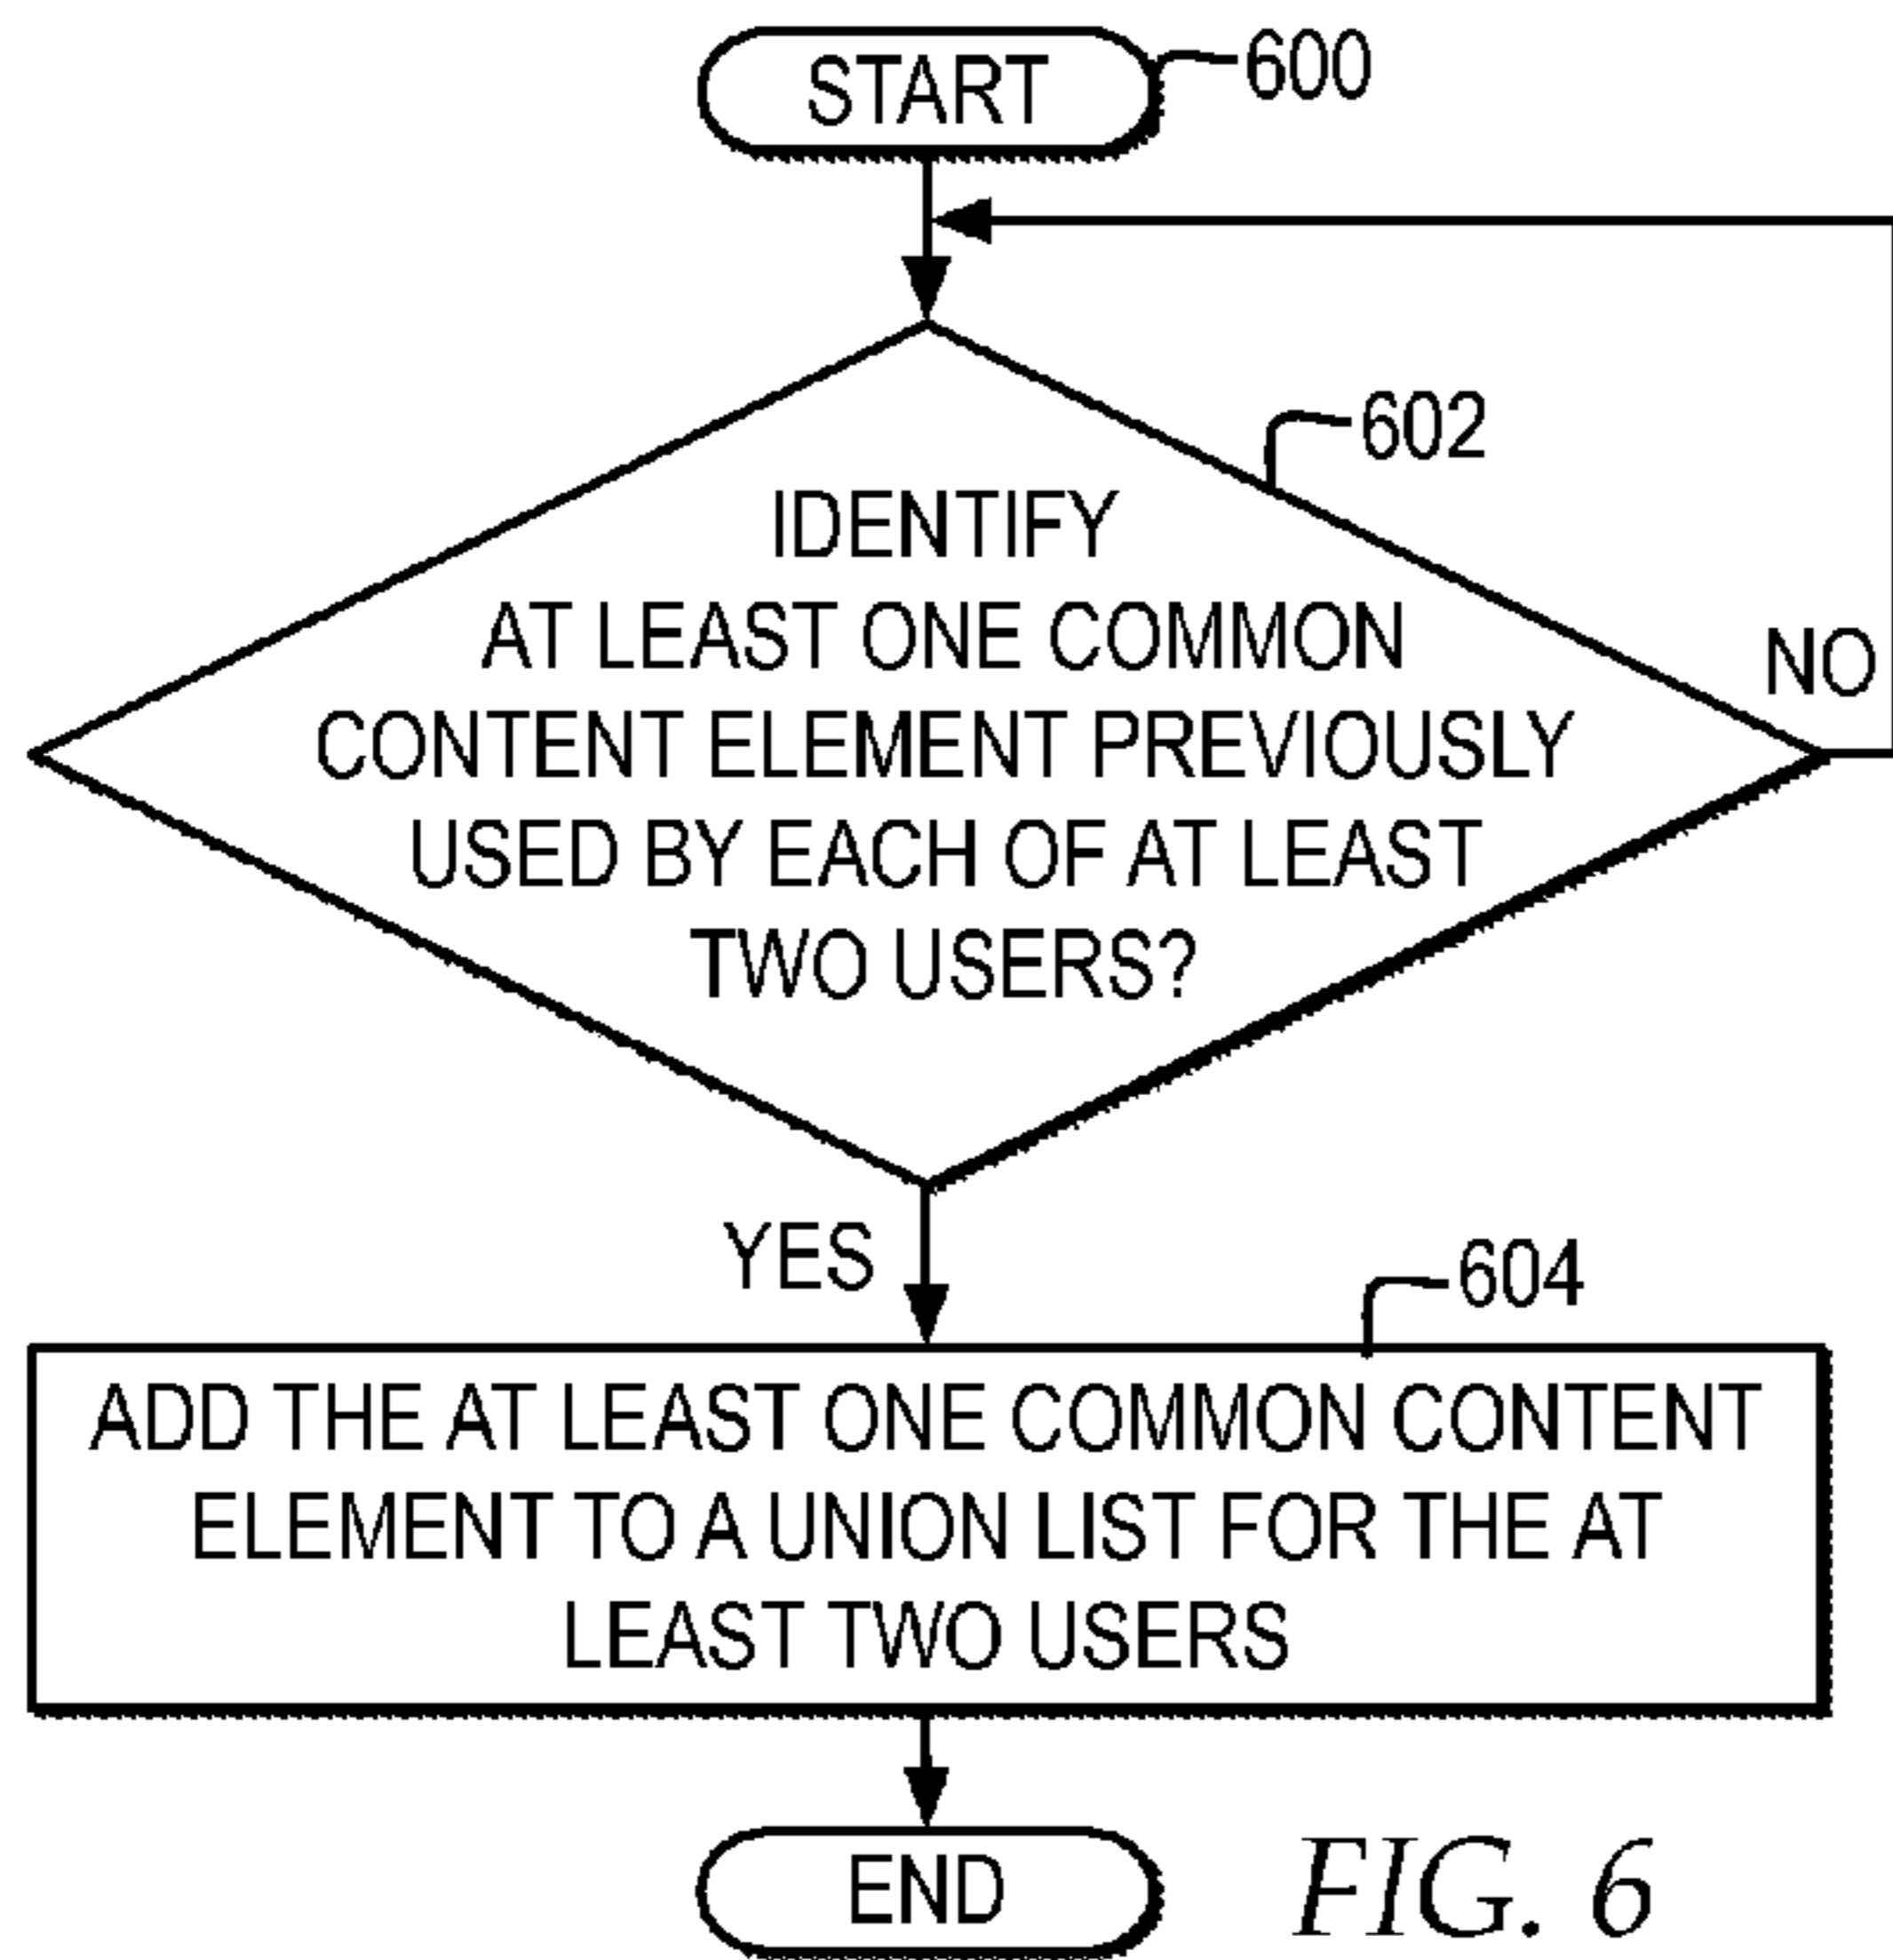 START
600
602
IDENTIFY
AT LEAST ONE COMMON
CONTENT ELEMENT PREVIOUSLY
USED BY EACH OF AT LEAST
TWO USERS?
NO
YES
604
ADD THE AT LEAST ONE COMMON CONTENT
ELEMENT TO A UNION LIST FOR THE AT
LEAST TWO USERS
END
FIG. 6